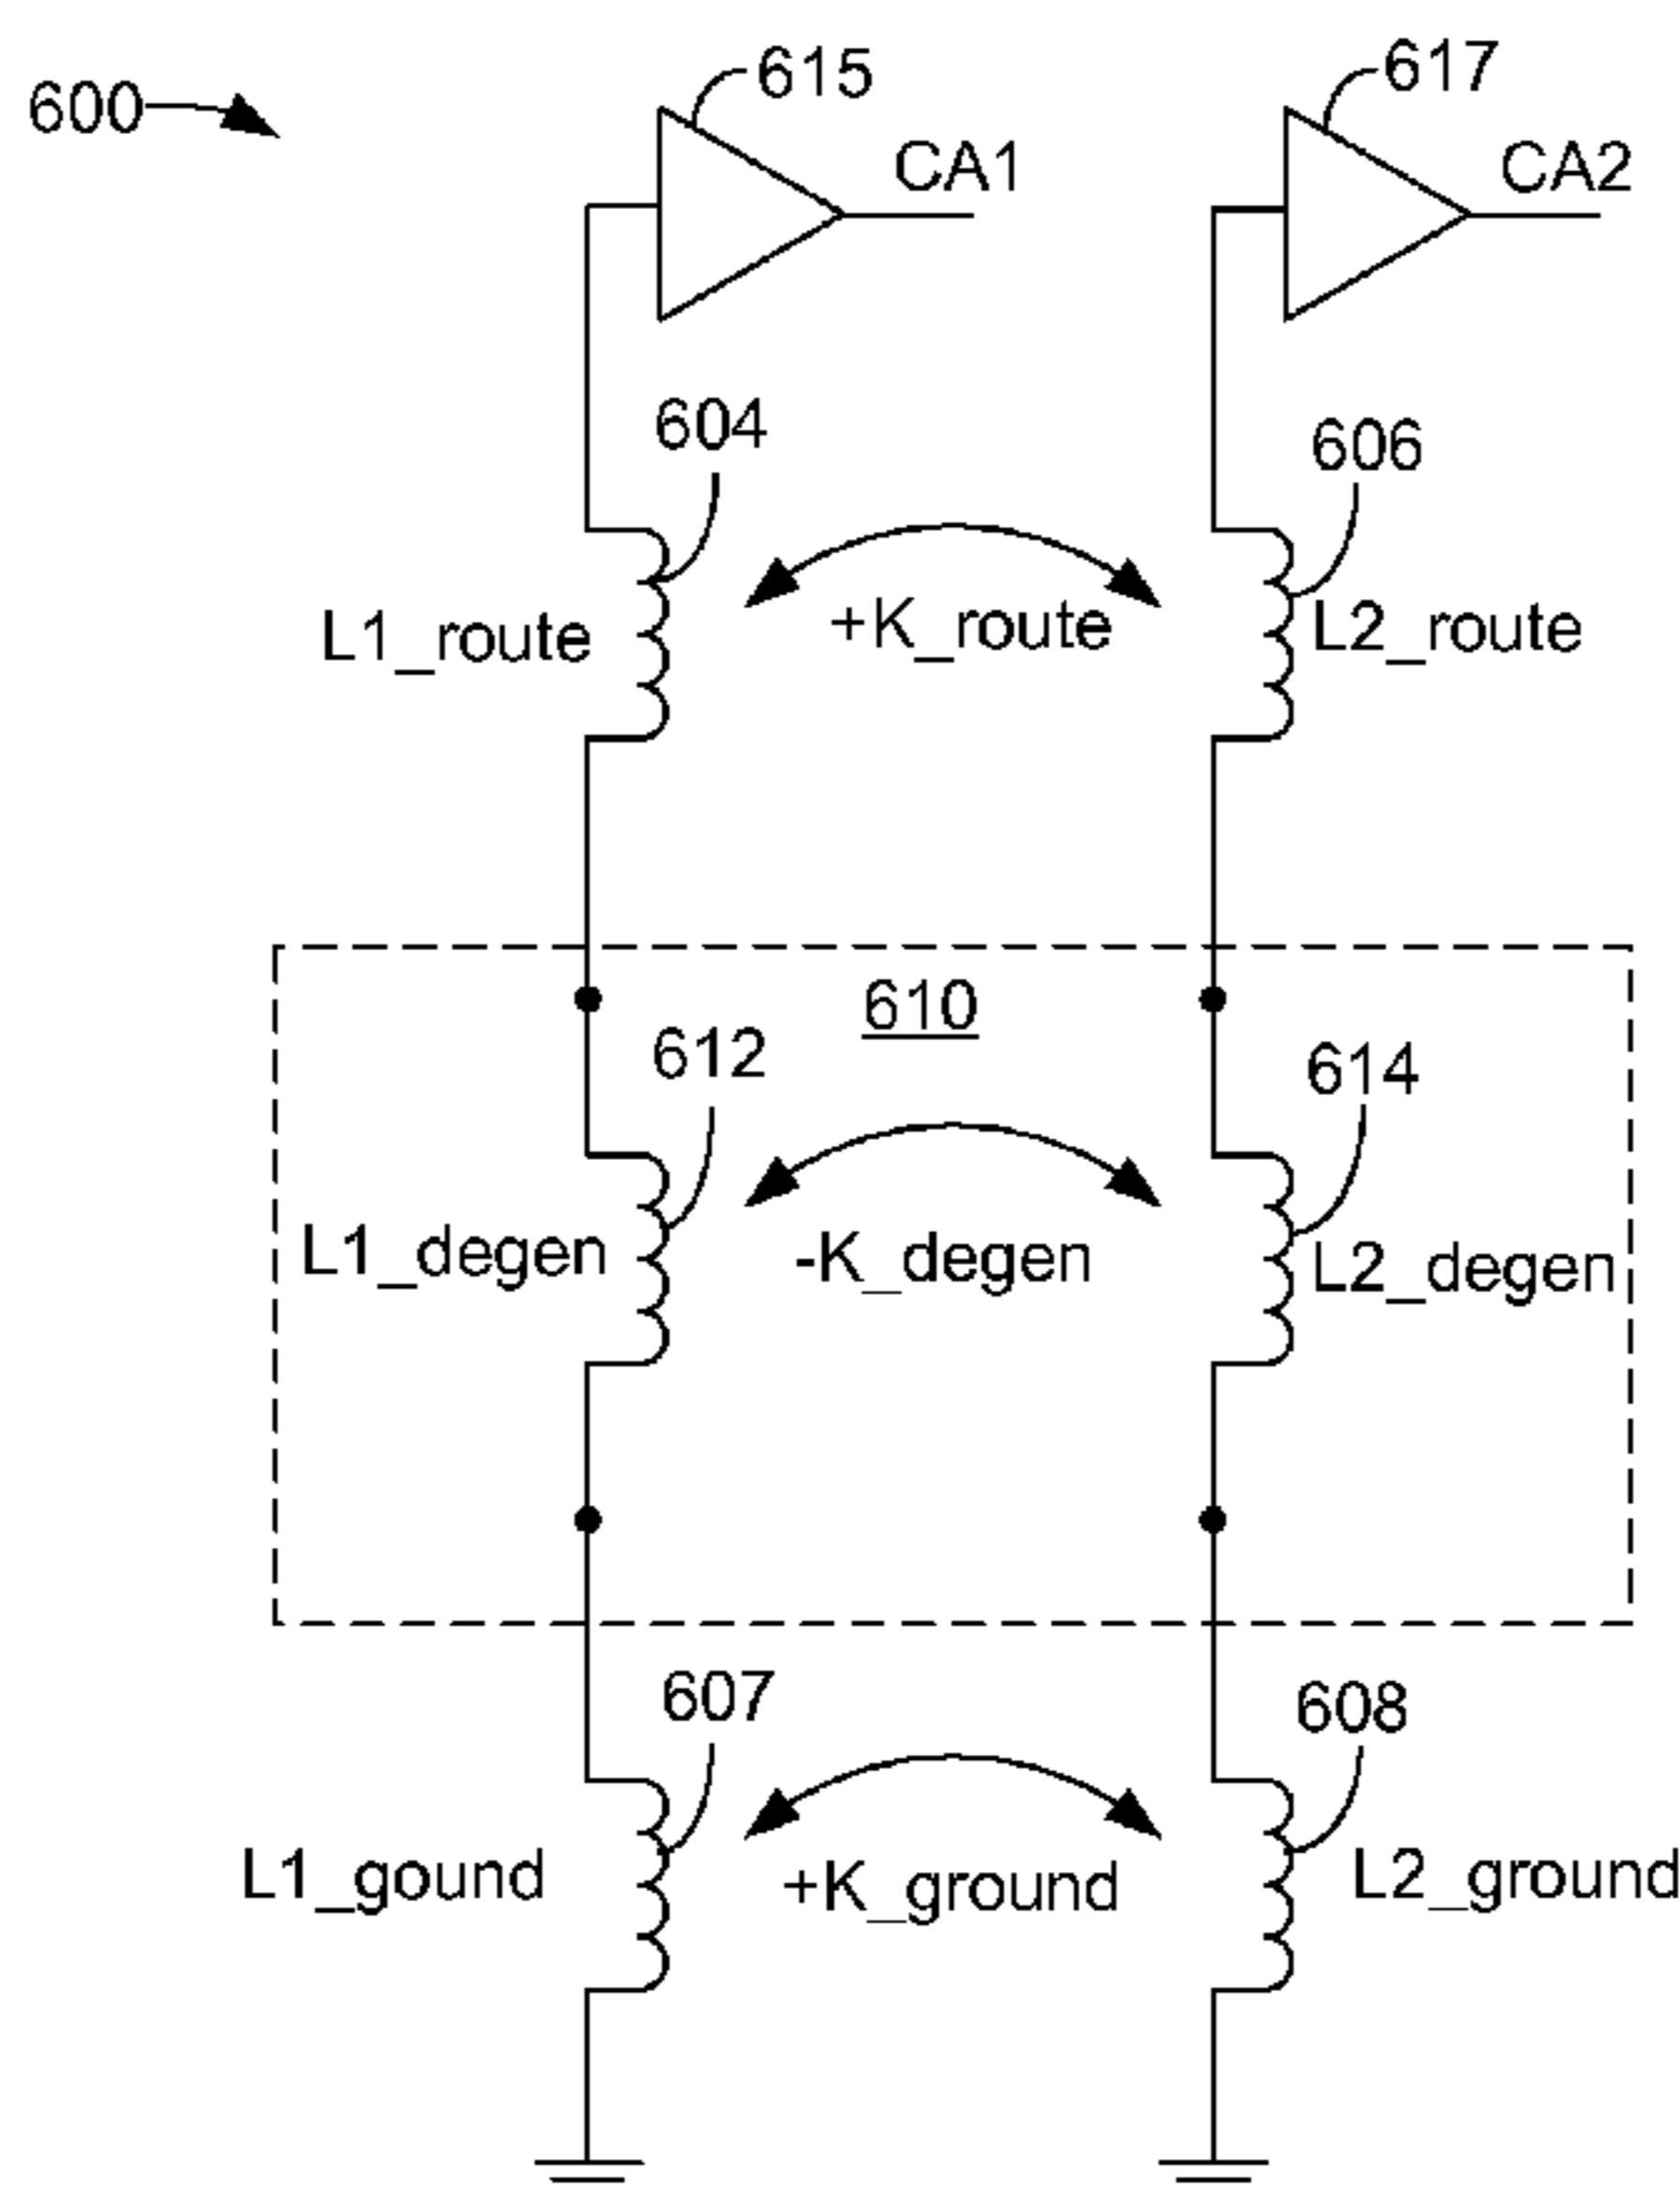 600
615
617
CA1
CA2
604
606
L1_route
+K_route
L2_route
610
612
614
L1_degen
-K_degen
L2_degen
607
608
L1_gound
+K_ground
L2_ground